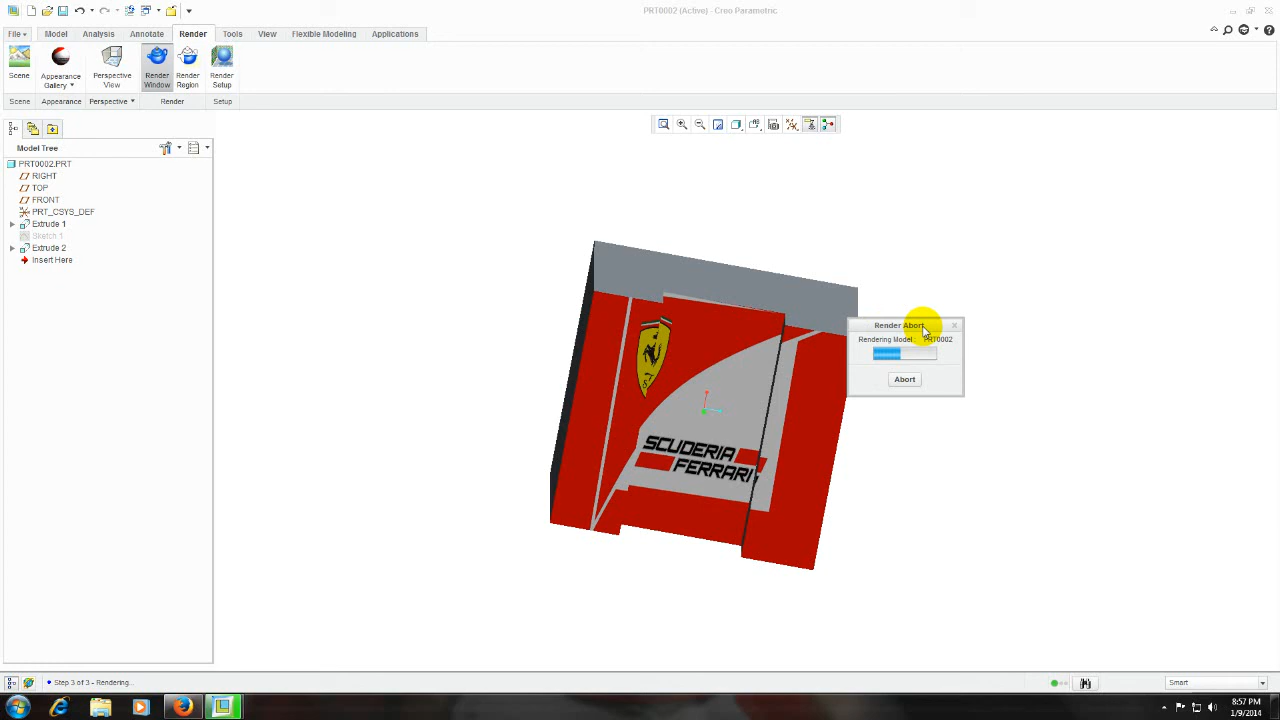 PRT0002 (Active) - Creo Parametric
File Model Analysis Annotate Render Tools View Flexible Modeling Applications
Scene
Appearance Gallery
Perspective View
Render Window
Render Region
Render Setup
Scene Appearance Perspective Render Setup
Model Tree
PRT0002.PRT
RIGHT
TOP
FRONT
PRT_CSYS_DEF
Extrude 1
Sketch 1
Extrude 2
Insert Here
SCUDERIA
FERRARI
Render Abort
Rendering Model : PRT0002
Abort
Step 3 of 3 - Rendering...
Smart
8:57 PM
1/9/2014